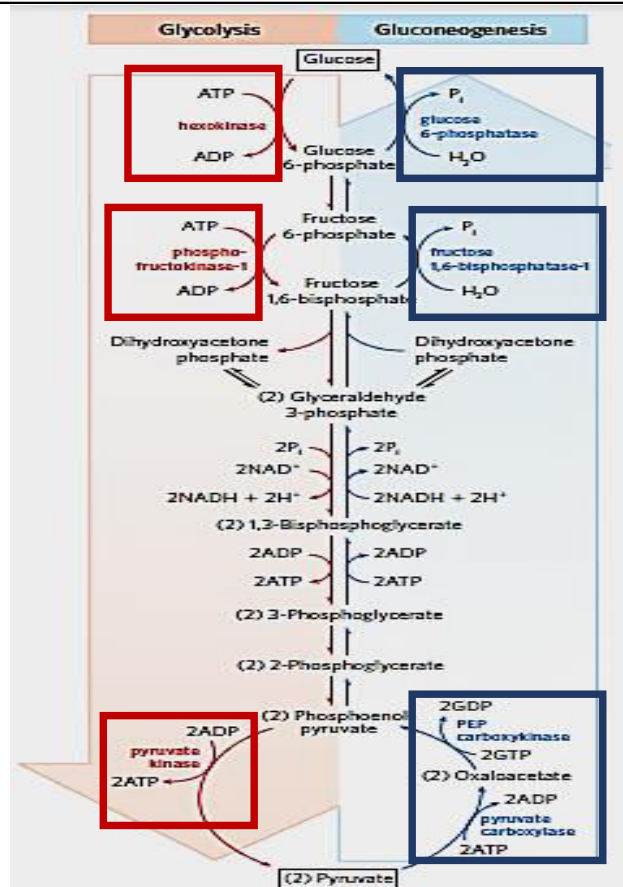 Glycolysis
Gluconeogenesis
Glucose
ATP
hexokinase
ADP
Pi
glucose
6-phosphatase
H2O
Glucose
6-phosphate
Fructose
6-phosphate
ATP
phospho-
fructokinase-1
ADP
Pi
fructose
1,6-bisphosphatase-1
H2O
Fructose
1,6-bisphosphate
Dihydroxyacetone
phosphate
Dihydroxyacetone
phosphate
(2) Glyceraldehyde
3-phosphate
2Pi
2Pi
2NAD+
2NAD+
2NADH + 2H+
2NADH + 2H+
(2) 1,3-Bisphosphoglycerate
2ADP
2ADP
2ATP
2ATP
(2) 3-Phosphoglycerate
(2) 2-Phosphoglycerate
(2) Phosphoenol
pyruvate
2ADP
pyruvate
kinase
2ATP
2GDP
PEP
carboxykinase
2GTP
(2) Oxaloacetate
2ADP
pyruvate
carboxylase
2ATP
(2) Pyruvate